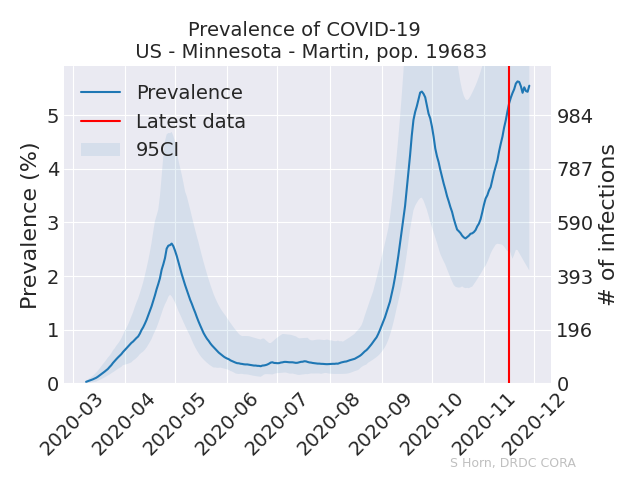 Prevalence of COVID-19
US - Minnesota - Martin, pop. 19683
Prevalence
Latest data
95CI
Prevalence (%)
5
4
3
2
1
0
984
787
590
393
196
0
# of infections
2020-03
2020-04
2020-05
2020-06
2020-07
2020-08
2020-09
2020-10
2020-11
2020-12
S Horn, DRDC CORA